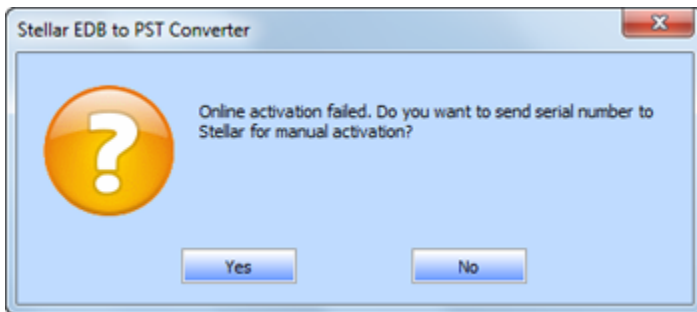 Stellar EDB to PST Converter
Online activation failed. Do you want to send serial number to
Stellar for manual activation?
Yes
No